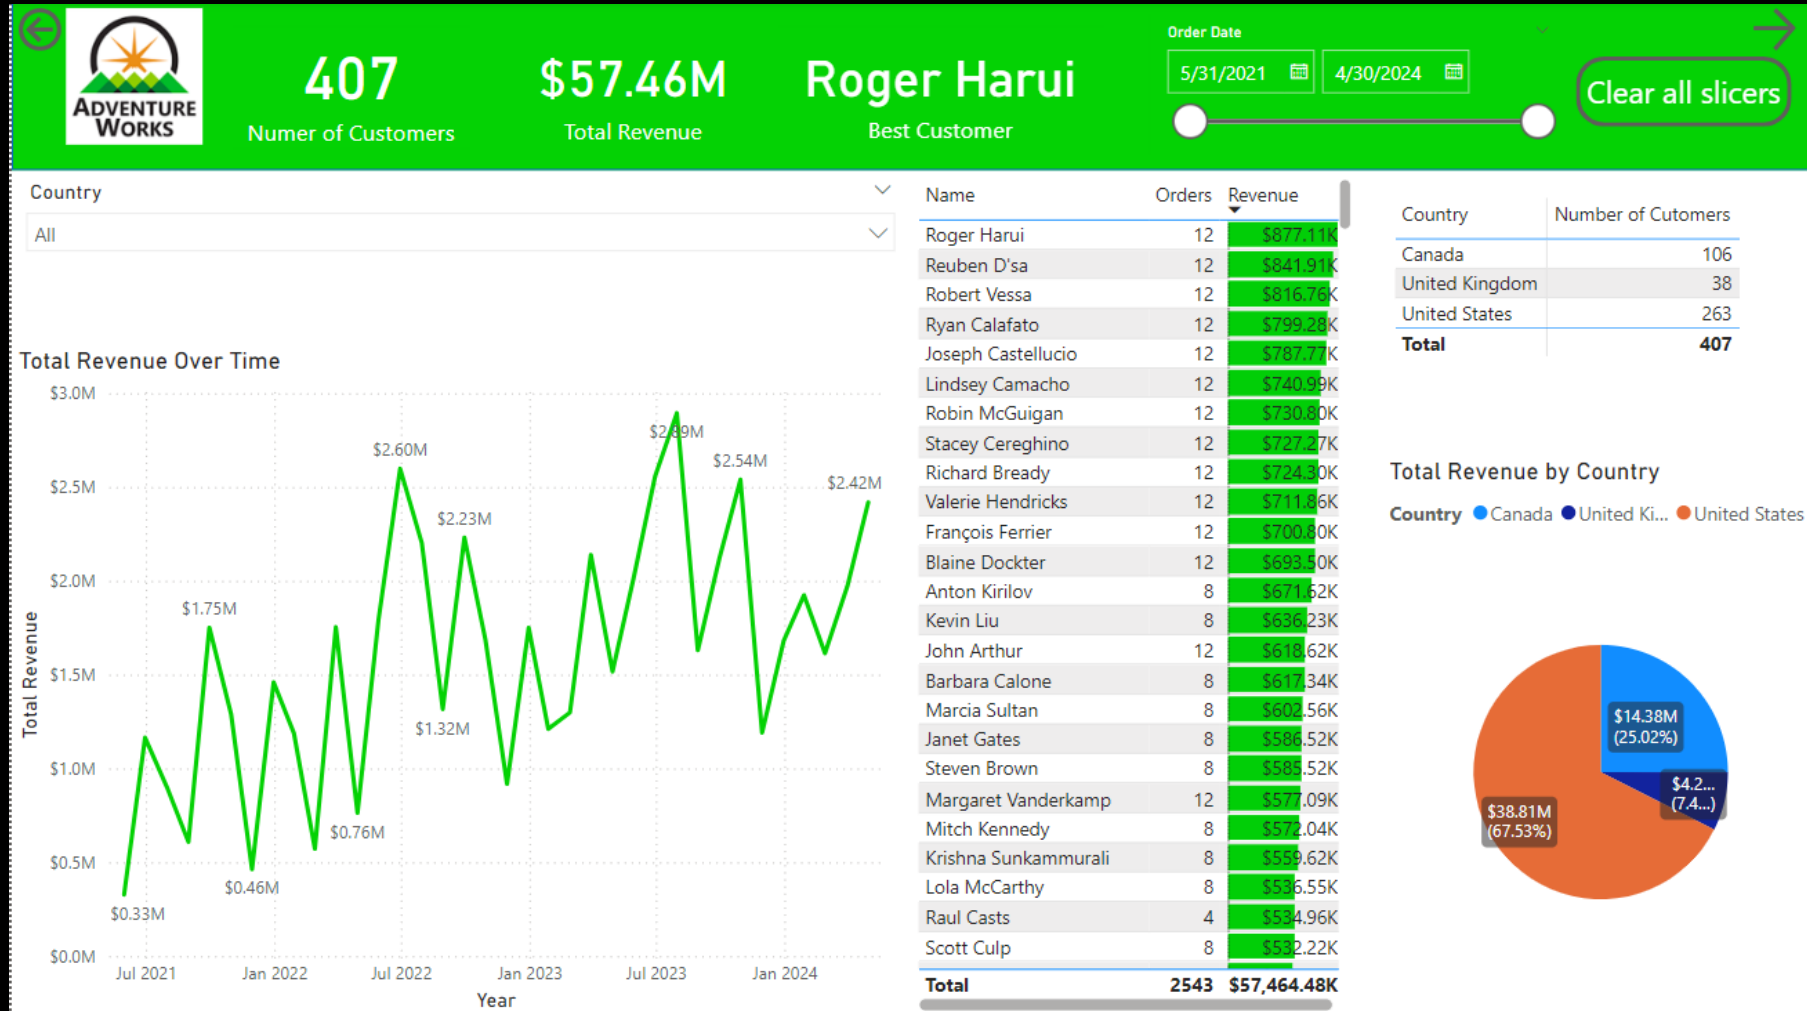 ADVENTURE
WORKS
407
Numer of Customers
$57.46M
Total Revenue
Roger Harui
Best Customer
Order Date
5/31/2021 4/30/2024
Clear all slicers
Country
All
Total Revenue Over Time
Total Revenue
$3.0M
$2.5M
$2.0M
$1.5M
$1.0M
$0.5M
$0.0M
$0.33M
$1.75M
$0.46M
$0.76M
$2.60M
$1.32M
$2.23M
$2.89M
$2.54M
$2.42M
Jul 2021 Jan 2022 Jul 2022 Jan 2023 Jul 2023 Jan 2024
Year
Name Orders Revenue
Roger Harui 12 $877.11K
Reuben D'sa 12 $841.91K
Robert Vessa 12 $816.76K
Ryan Calafato 12 $799.28K
Joseph Castellucio 12 $787.77K
Lindsey Camacho 12 $740.99K
Robin McGuigan 12 $730.80K
Stacey Cereghino 12 $727.27K
Richard Bready 12 $724.30K
Valerie Hendricks 12 $711.86K
François Ferrier 12 $700.80K
Blaine Dockter 12 $693.50K
Anton Kirilov 8 $671.62K
Kevin Liu 8 $636.23K
John Arthur 12 $618.62K
Barbara Calone 8 $617.34K
Marcia Sultan 8 $602.56K
Janet Gates 8 $586.52K
Steven Brown 8 $585.52K
Margaret Vanderkamp 12 $577.09K
Mitch Kennedy 8 $572.04K
Krishna Sunkammurali 8 $559.62K
Lola McCarthy 8 $536.55K
Raul Casts 4 $534.96K
Scott Culp 8 $532.22K
Total 2543 $57,464.48K
Country Number of Cutomers
Canada 106
United Kingdom 38
United States 263
Total 407
Total Revenue by Country
Country Canada United Ki... United States
$14.38M
(25.02%)
$4.2...
(7.4...)
$38.81M
(67.53%)